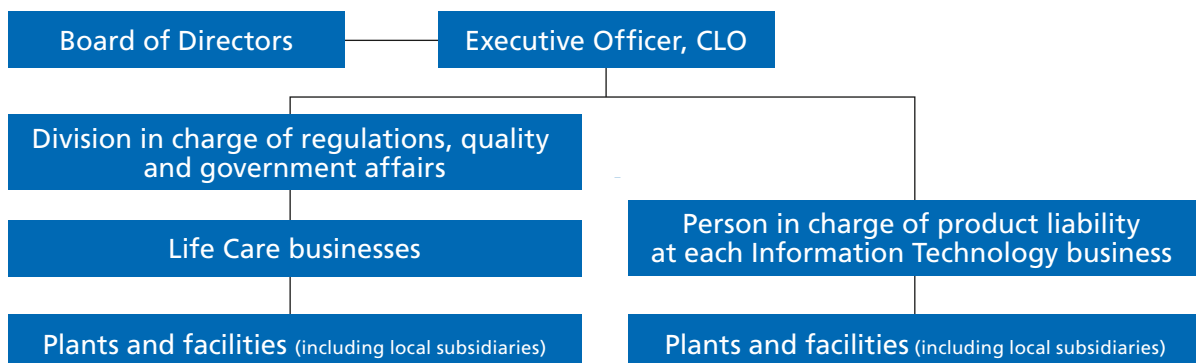 Board of Directors
Executive Officer, CLO
Division in charge of regulations, quality
and government affairs
Life Care businesses
Person in charge of product liability
at each Information Technology business
Plants and facilities (including local subsidiaries)
Plants and facilities (including local subsidiaries)